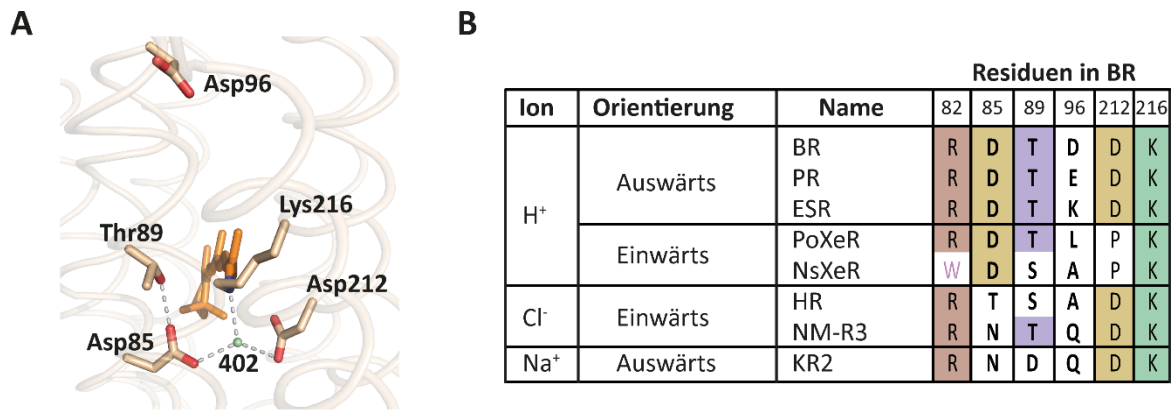 A
Asp96
Lys216
Thr89
Asp212
Asp85
402
B
Residuen in BR
Ion Orientierung Name 82 85 89 96 212 216
H+ Auswärts BR R D T D D K
PR R D T E D K
ESR R D T K D K
Einwärts PoXeR R D T L P K
NsXeR W D S A P K
Cl- Einwärts HR R T S A D K
NM-R3 R N T Q D K
Na+ Auswärts KR2 R N D Q D K